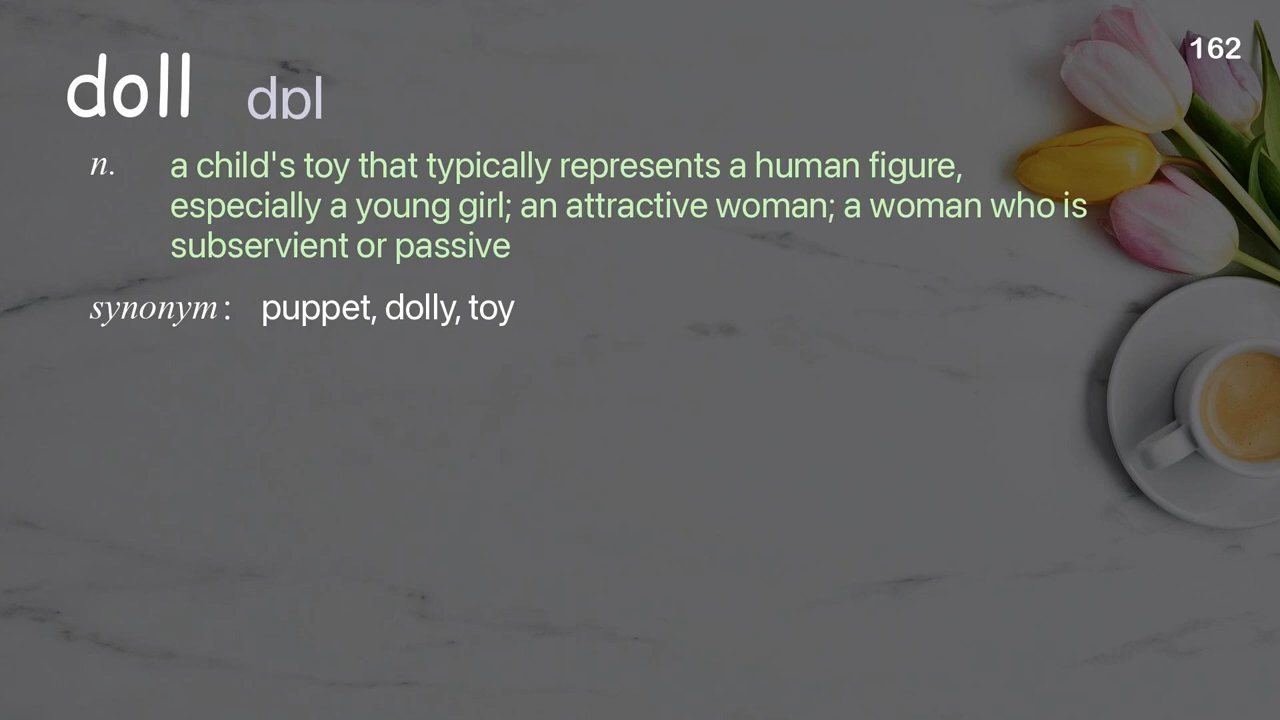 162
doll dɒl
n. a child's toy that typically represents a human figure,
especially a young girl; an attractive woman; a woman who is
subservient or passive
synonym: puppet, dolly, toy